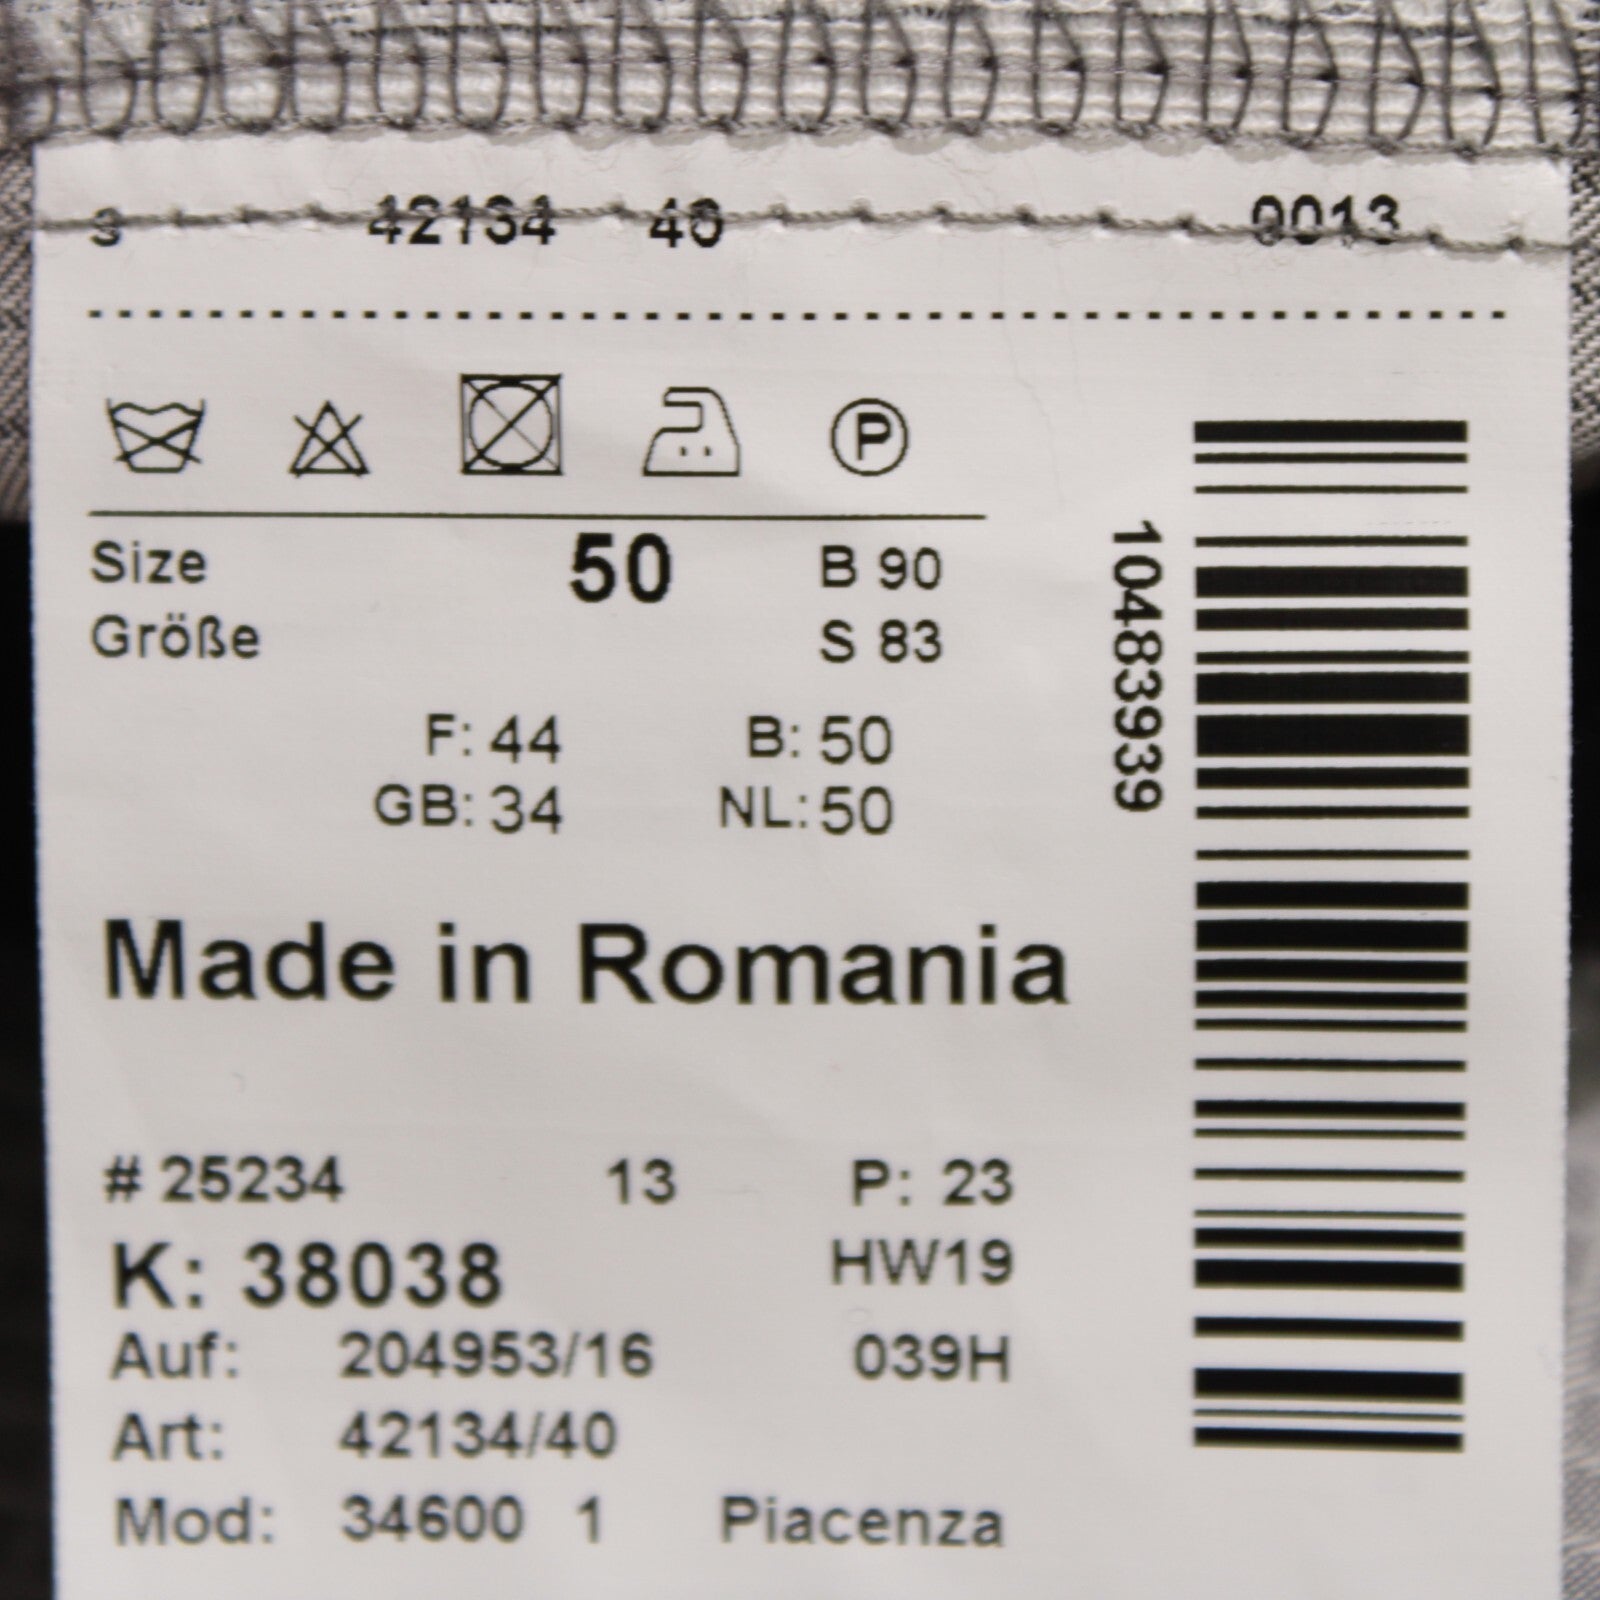 3 42134 40 0013
P
Size 50 B 90
Größe S 83
F: 44 B: 50
GB: 34 NL: 50
10483939
Made in Romania
# 25234 13 P: 23
K: 38038 HW19
Auf: 204953/16 039H
Art: 42134/40
Mod: 34600 1 Piacenza